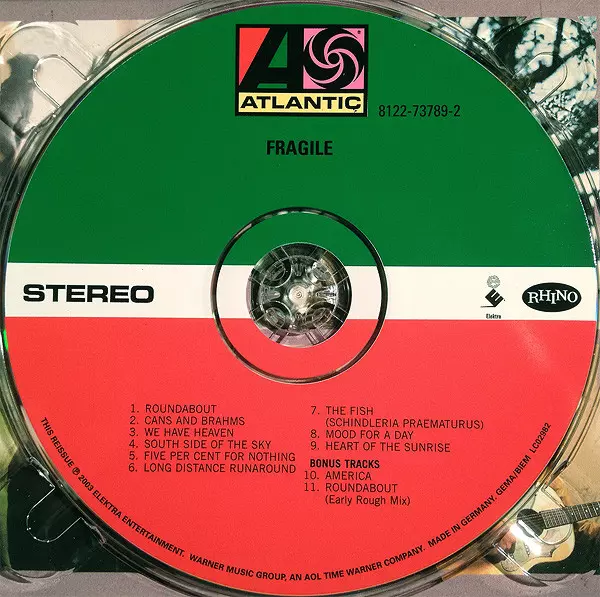 ATLANTIC
8122-73789-2
FRAGILE
STEREO
Elektra
RHINO
1. ROUNDABOUT
2. CANS AND BRAHMS
3. WE HAVE HEAVEN
4. SOUTH SIDE OF THE SKY
5. FIVE PER CENT FOR NOTHING
6. LONG DISTANCE RUNAROUND
7. THE FISH
(SCHINDLERIA PRAEMATURUS)
8. MOOD FOR A DAY
9. HEART OF THE SUNRISE
BONUS TRACKS
10. AMERICA
11. ROUNDABOUT
(Early Rough Mix)
THIS REISSUE ℗ 2003 ELEKTRA ENTERTAINMENT. WARNER MUSIC GROUP, AN AOL TIME WARNER COMPANY. MADE IN GERMANY. GEMA/BIEM LC02982